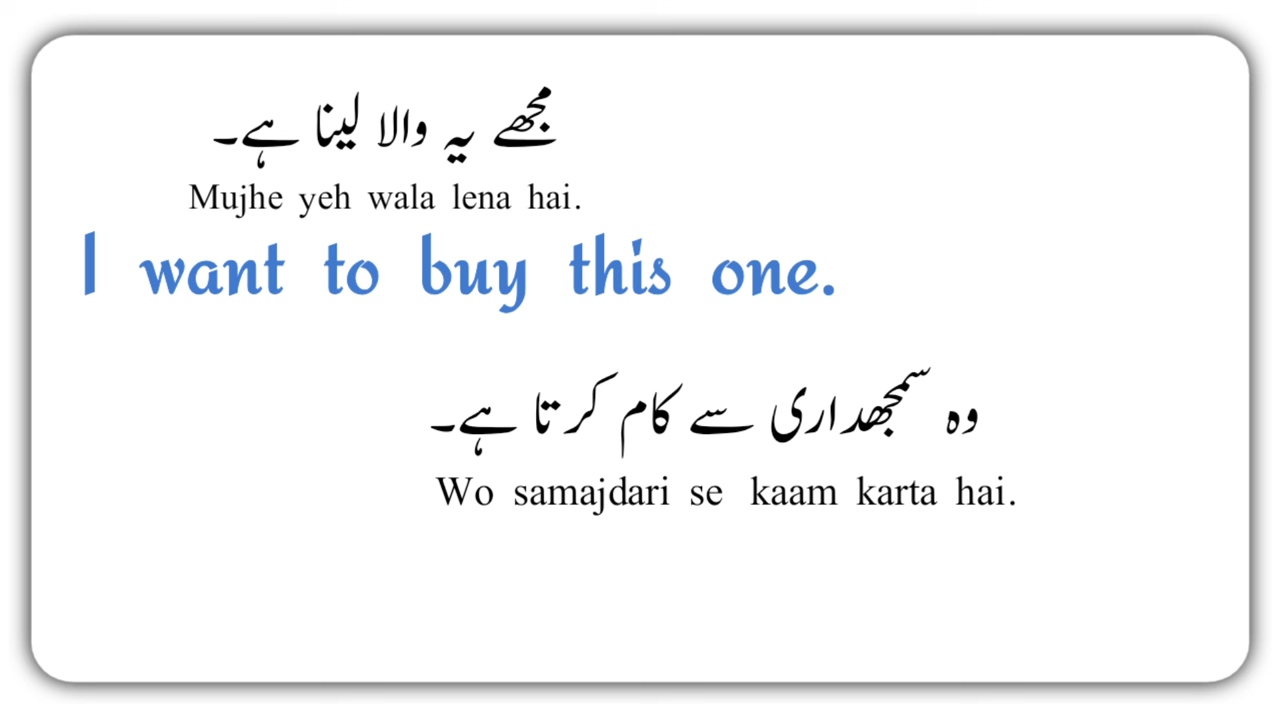 مجھے یہ والا لینا ہے۔
Mujhe yeh wala lena hai.
I want to buy this one.
وہ سمجھداری سے کام کرتا ہے۔
Wo samajdari se kaam karta hai.